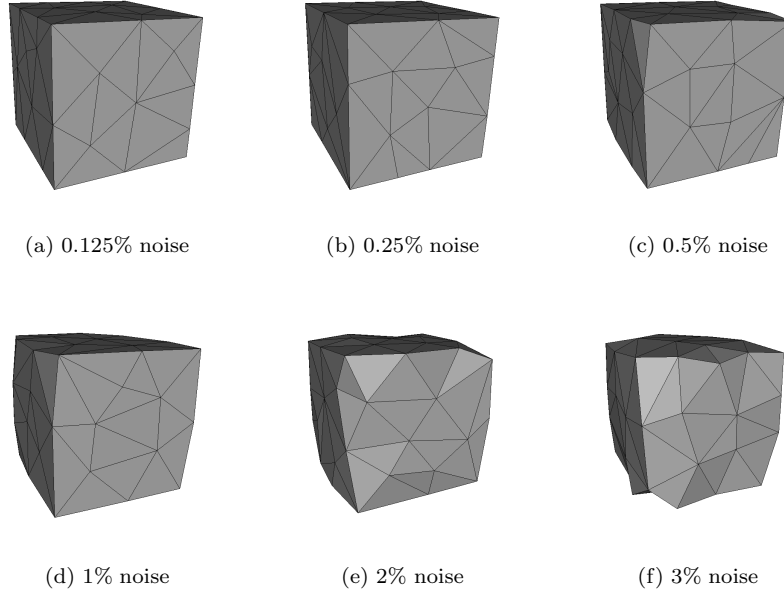 (a) 0.125% noise
(b) 0.25% noise
(c) 0.5% noise
(d) 1% noise
(e) 2% noise
(f) 3% noise